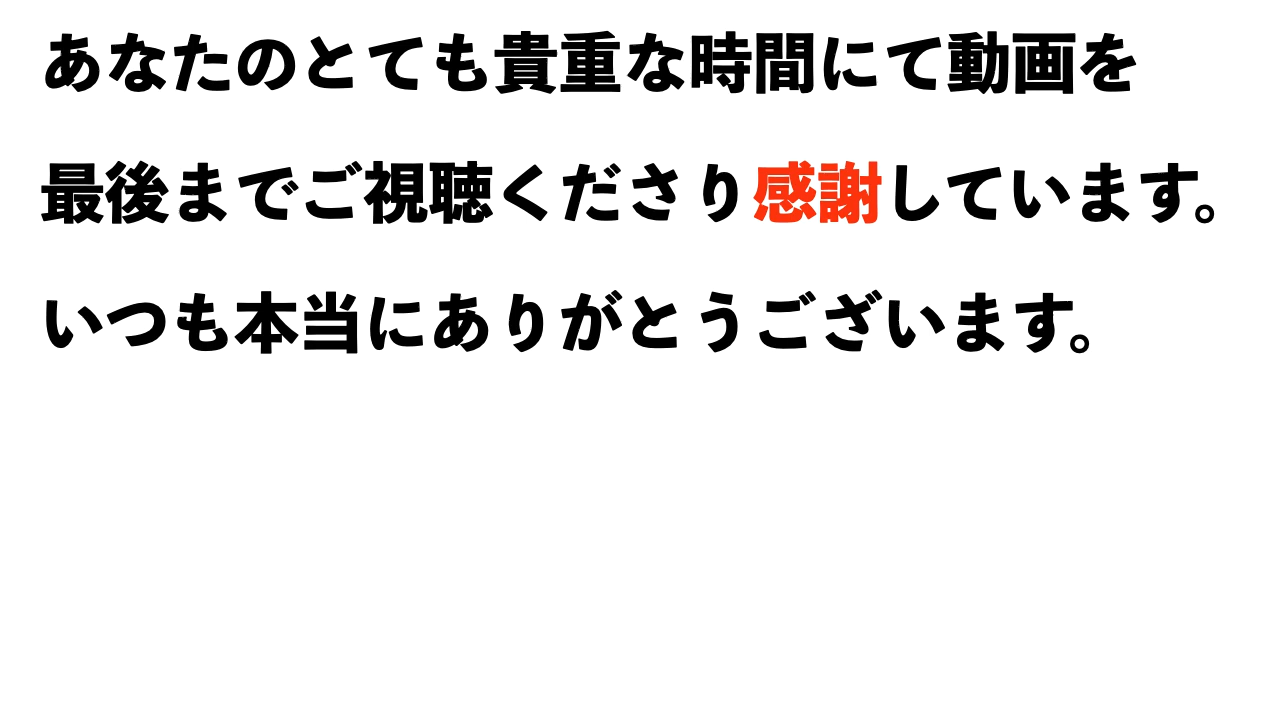 あなたのとても貴重な時間にて動画を
最後までご視聴くださり感謝しています。
いつも本当にありがとうございます。